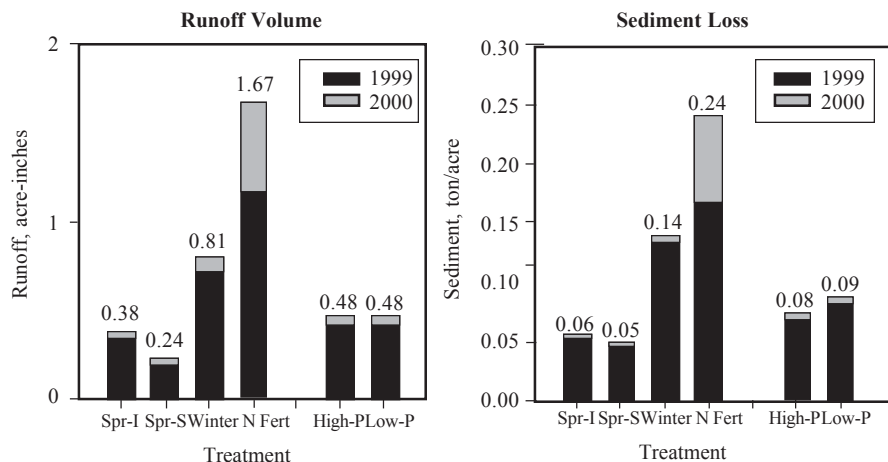 Runoff Volume
2
1
0
Runoff, acre-inches
1999
2000
0.38
0.24
0.81
1.67
0.48
0.48
Spr-I
Spr-S
Winter
N Fert
High-P
Low-P
Treatment
Sediment Loss
0.30
0.25
0.20
0.15
0.10
0.05
0.00
Sediment, ton/acre
1999
2000
0.06
0.05
0.14
0.24
0.08
0.09
Spr-I
Spr-S
Winter
N Fert
High-P
Low-P
Treatment